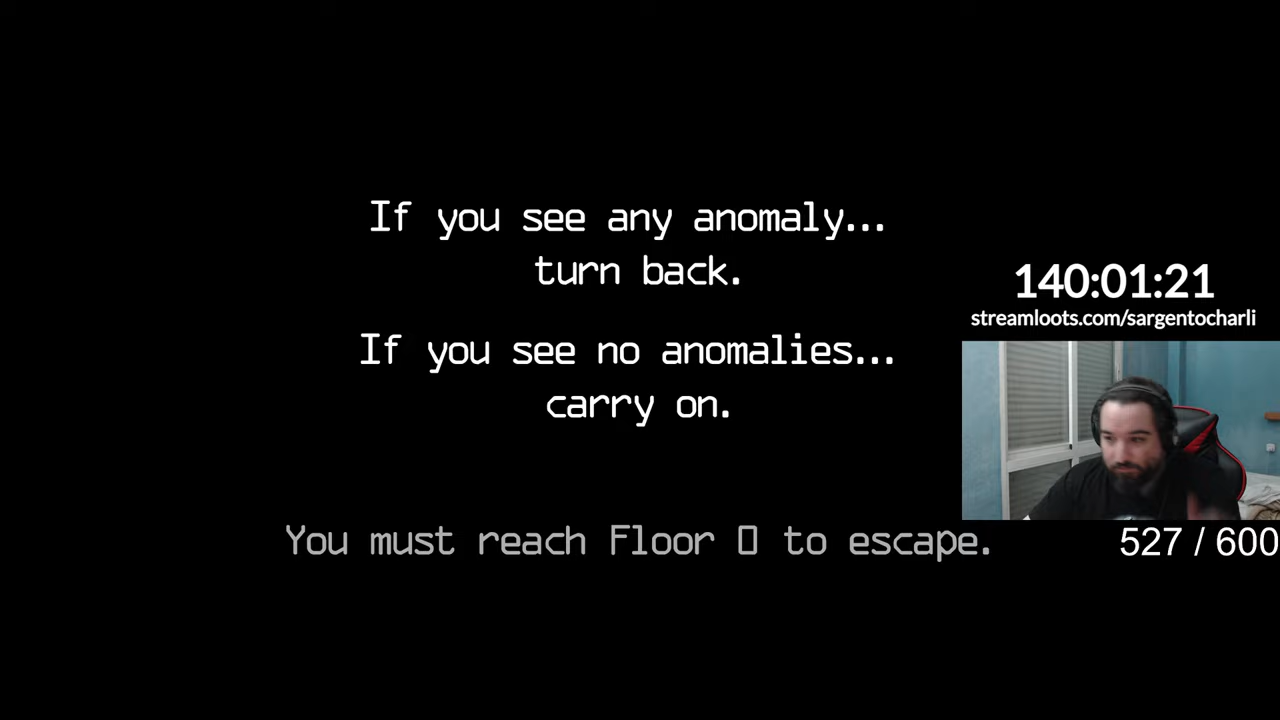 If you see any anomaly...
turn back.
If you see no anomalies...
carry on.
You must reach Floor 0 to escape.
140:01:21
streamloots.com/sargentocharli
527 / 600